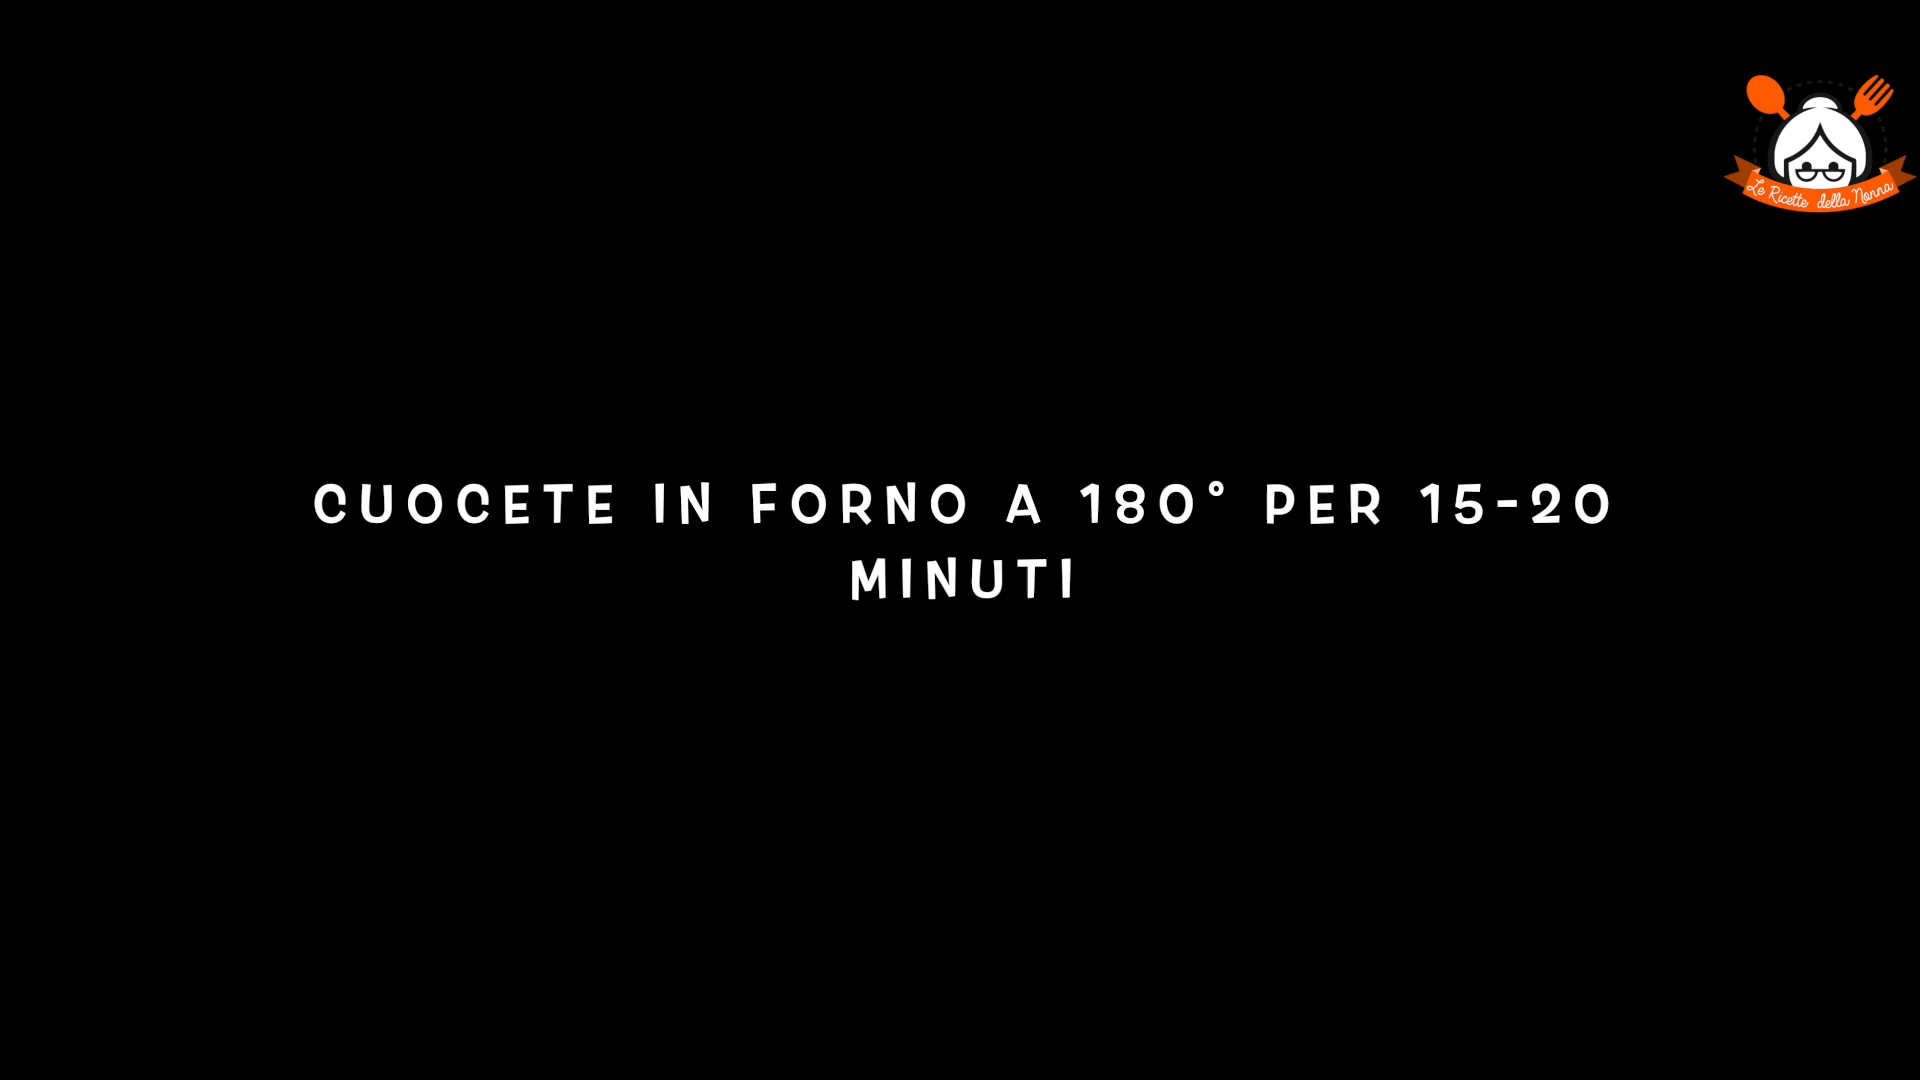 Le Ricette della Nonna
CUOCETE IN FORNO A 180° PER 15-20
MINUTI